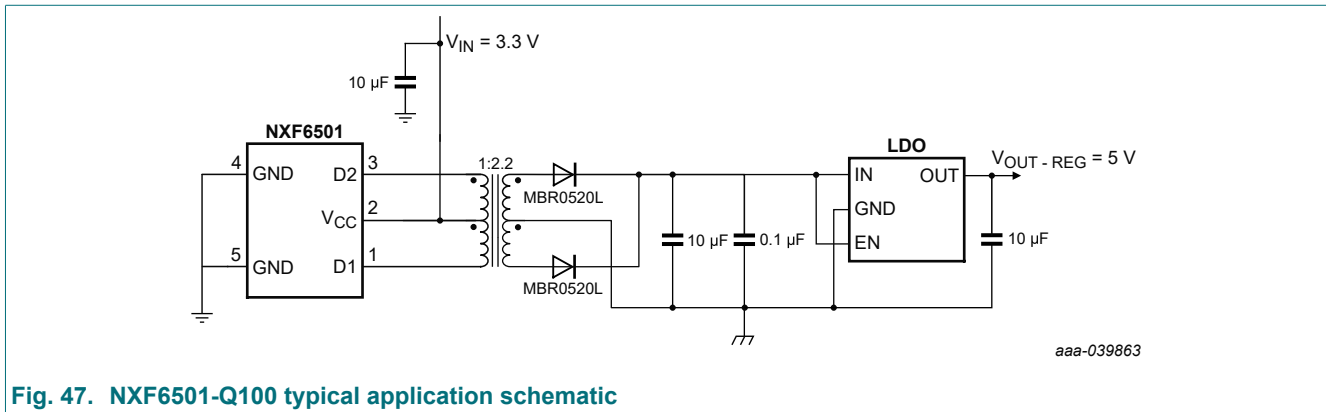 V_IN = 3.3 V
10 µF
NXF6501
LDO
4 GND D2 3
1:2.2
V_OUT - REG = 5 V
IN OUT
MBR0520L
V_CC 2
GND
10 µF
0.1 µF
EN
10 µF
5 GND D1 1
MBR0520L
aaa-039863
Fig. 47. NXF6501-Q100 typical application schematic